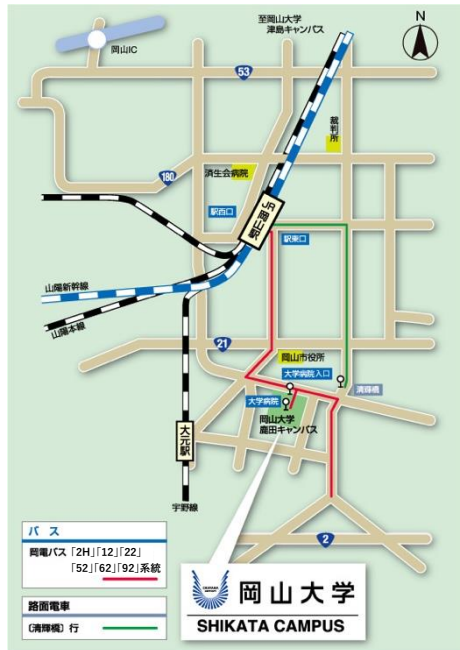 至岡山大学
津島キャンパス
N
岡山IC
53
裁判所
180
済生会病院
駅西口
JR岡山駅
駅東口
山陽新幹線
山陽本線
21
岡山市役所
大学病院入口
清輝橋
大学病院
岡山大学
鹿田キャンパス
大元駅
宇野線
2
バス
岡電バス「2H」「12」「22」
「52」「62」「92」系統
路面電車
〔清輝橋〕行
岡山大学
SHIKATA CAMPUS